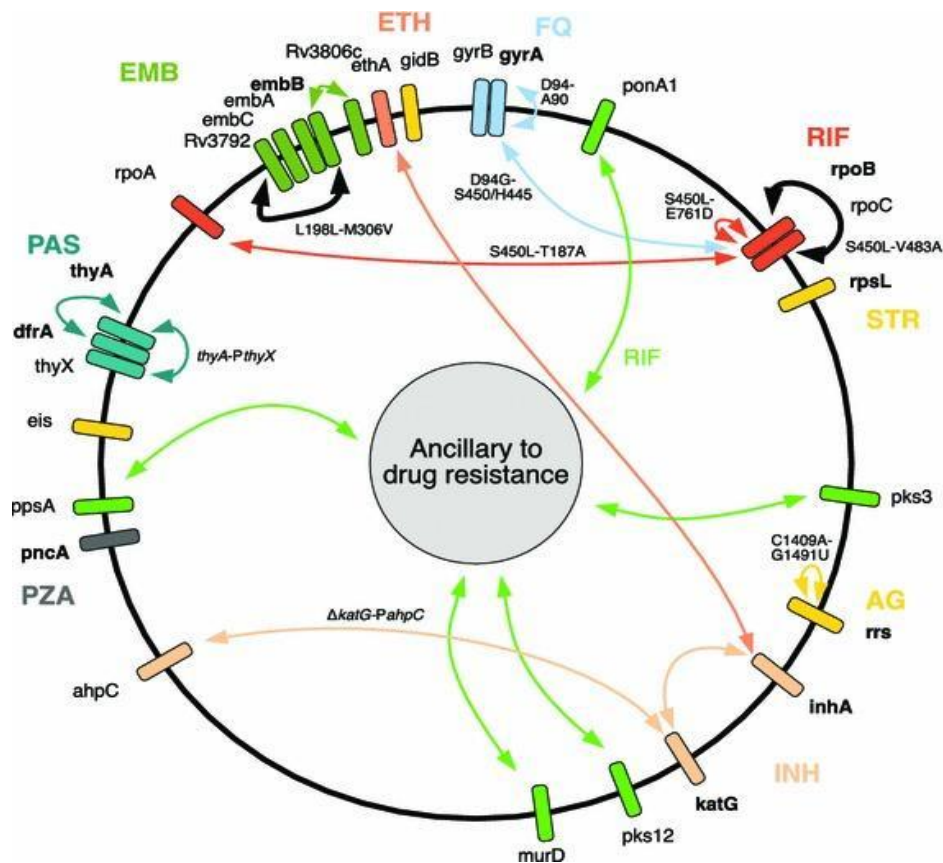 ETH
FQ
EMB
Rv3806c
ethA
gidB
gyrB
gyrA
embB
embA
embC
Rv3792
D94-
A90
ponA1
RIF
rpoB
rpoC
rpoA
D94G-
S450/H445
S450L-
E761D
L198L-M306V
S450L-T187A
S450L-V483A
PAS
thyA
rpsL
STR
dfrA
thyX
thyA-PthyX
RIF
eis
Ancillary to
drug resistance
ppsA
pks3
pncA
PZA
C1409A-
G1491U
AG
rrs
ΔkatG-PahpC
ahpC
inhA
INH
katG
pks12
murD